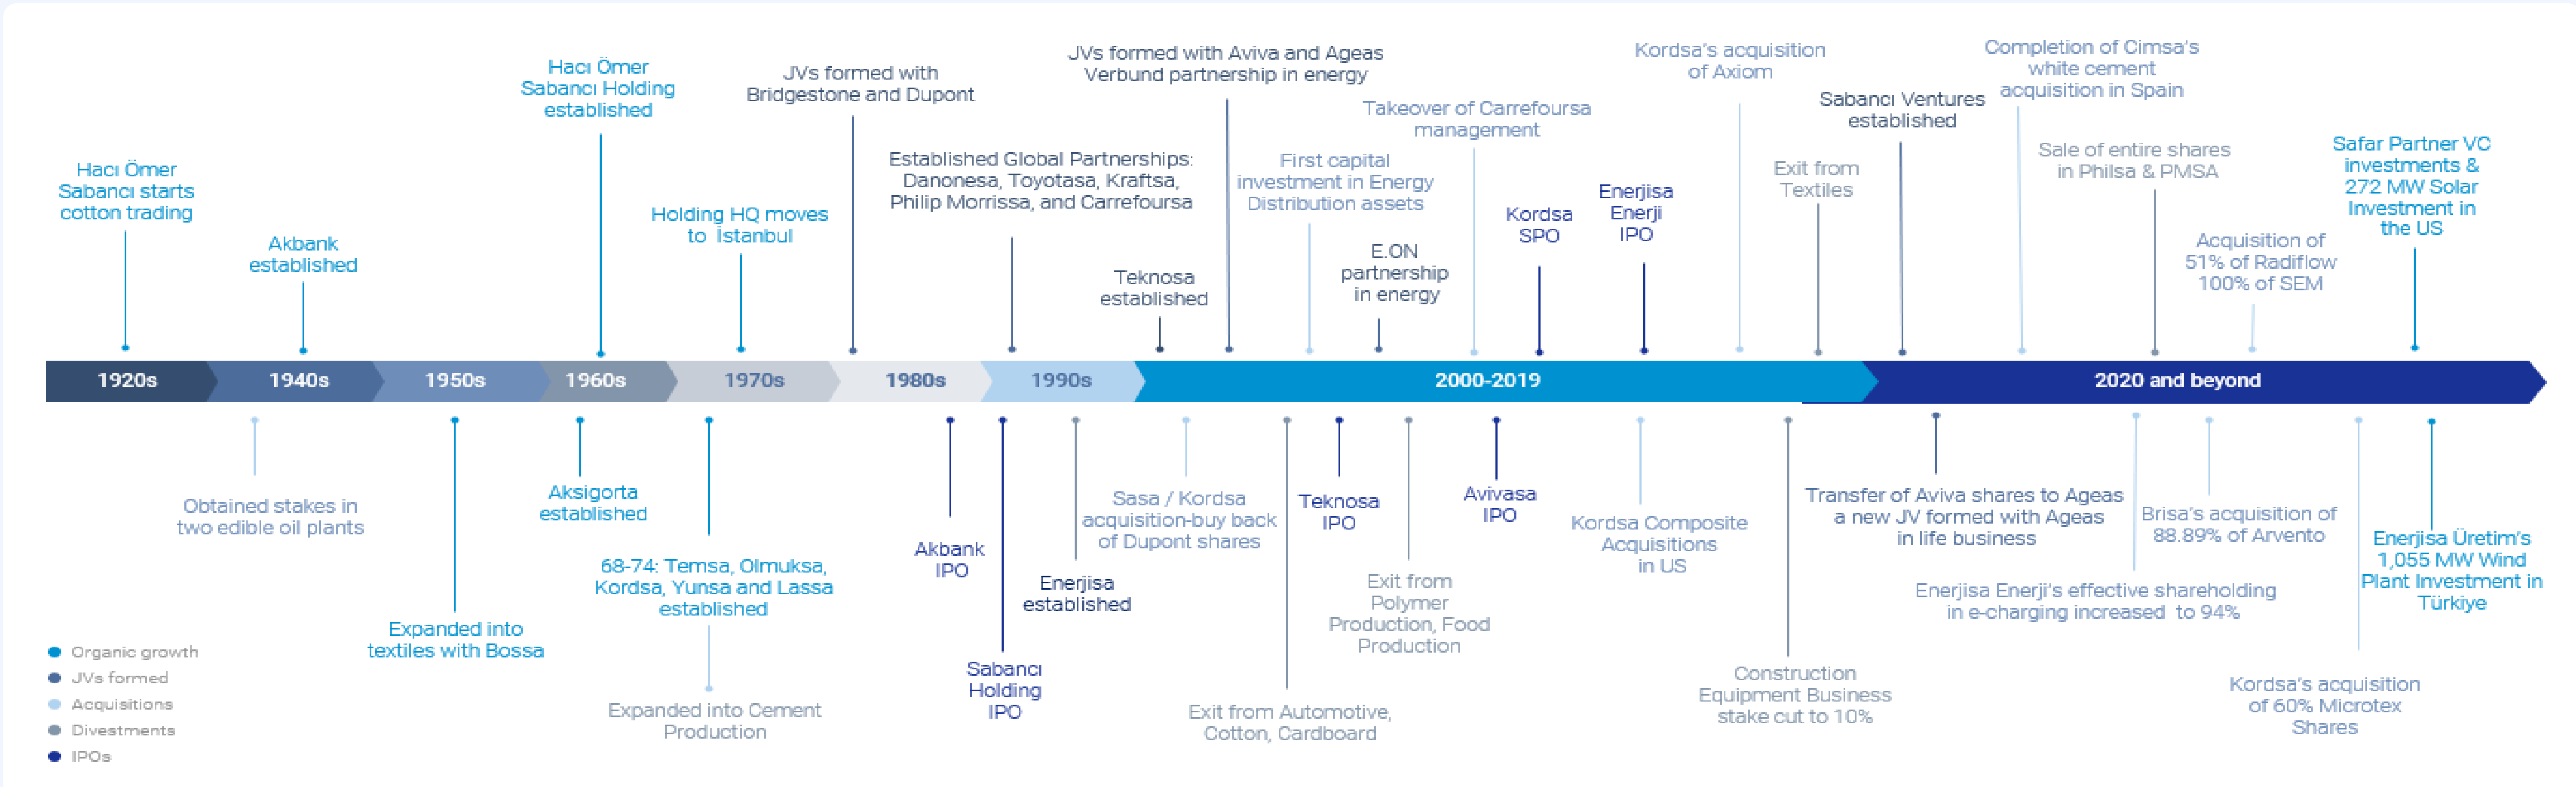 Hacı Ömer
Sabancı starts
cotton trading
Akbank
established
Hacı Ömer
Sabancı Holding
established
Holding HQ moves
to İstanbul
JVs formed with
Bridgestone and Dupont
Established Global Partnerships:
Danonesa, Toyotasa, Kraftsa,
Philip Morrissa, and Carrefoursa
Teknosa
established
JVs formed with Aviva and Ageas
Verbund partnership in energy
First capital
investment in Energy
Distribution assets
E.ON
partnership
in energy
Takeover of Carrefoursa
management
Kordsa
SPO
Enerjisa
Enerji
IPO
Kordsa's acquisition
of Axiom
Exit from
Textiles
Sabancı Ventures
established
Completion of Cimsa's
white cement
acquisition in Spain
Sale of entire shares
in Philsa & PMSA
Acquisition of
51% of Radiflow
100% of SEM
Safar Partner VC
investments &
272 MW Solar
Investment in
the US
1920s
1940s
1950s
1960s
1970s
1980s
1990s
2000-2019
2020 and beyond
Obtained stakes in
two edible oil plants
Expanded into
textiles with Bossa
Aksigorta
established
68-74: Temsa, Olmuksa,
Kordsa, Yunsa and Lassa
established
Expanded into Cement
Production
Akbank
IPO
Sabancı
Holding
IPO
Enerjisa
established
Sasa / Kordsa
acquisition-buy back
of Dupont shares
Exit from Automotive,
Cotton, Cardboard
Teknosa
IPO
Exit from
Polymer
Production, Food
Production
Avivasa
IPO
Kordsa Composite
Acquisitions
in US
Construction
Equipment Business
stake cut to 10%
Transfer of Aviva shares to Ageas
a new JV formed with Ageas
in life business
Enerjisa Enerji's effective shareholding
in e-charging increased to 94%
Brisa's acquisition of
88.89% of Arvento
Kordsa's acquisition
of 60% Microtex
Shares
Enerjisa Üretim's
1,055 MW Wind
Plant Investment in
Türkiye
Organic growth
JVs formed
Acquisitions
Divestments
IPOs